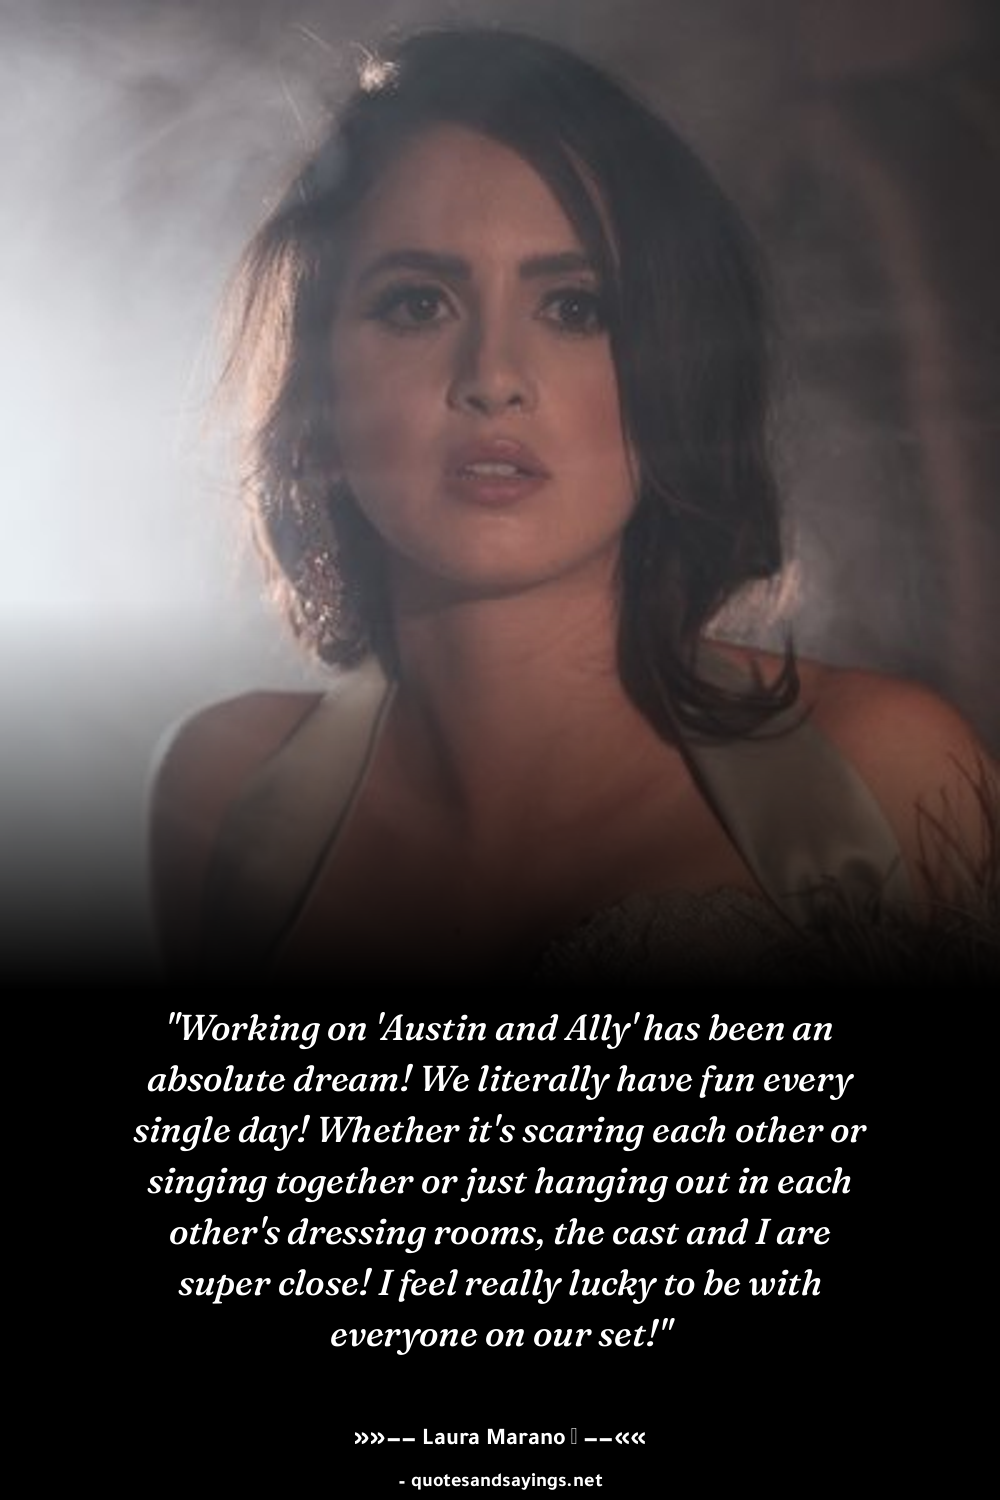 "Working on 'Austin and Ally' has been an
absolute dream! We literally have fun every
single day! Whether it's scaring each other or
singing together or just hanging out in each
other's dressing rooms, the cast and I are
super close! I feel really lucky to be with
everyone on our set!"
»»-- Laura Marano --««
- quotesandsayings.net